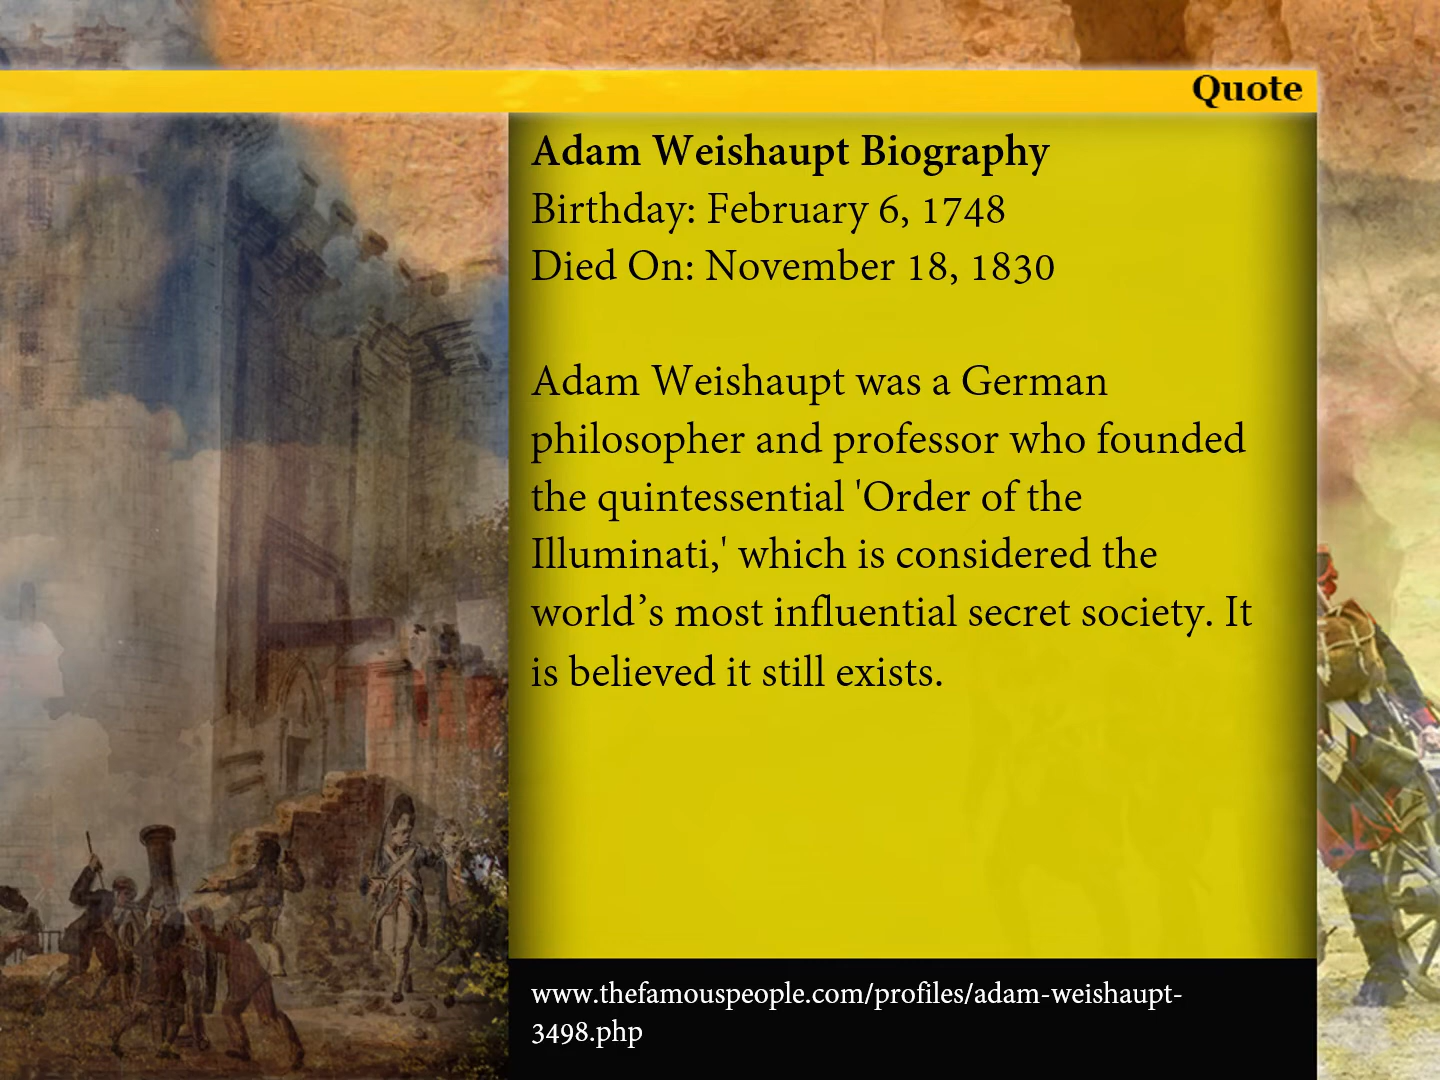 Quote
Adam Weishaupt Biography
Birthday: February 6, 1748
Died On: November 18, 1830
Adam Weishaupt was a German
philosopher and professor who founded
the quintessential 'Order of the
Illuminati,' which is considered the
world’s most influential secret society. It
is believed it still exists.
www.thefamouspeople.com/profiles/adam-weishaupt-
3498.php